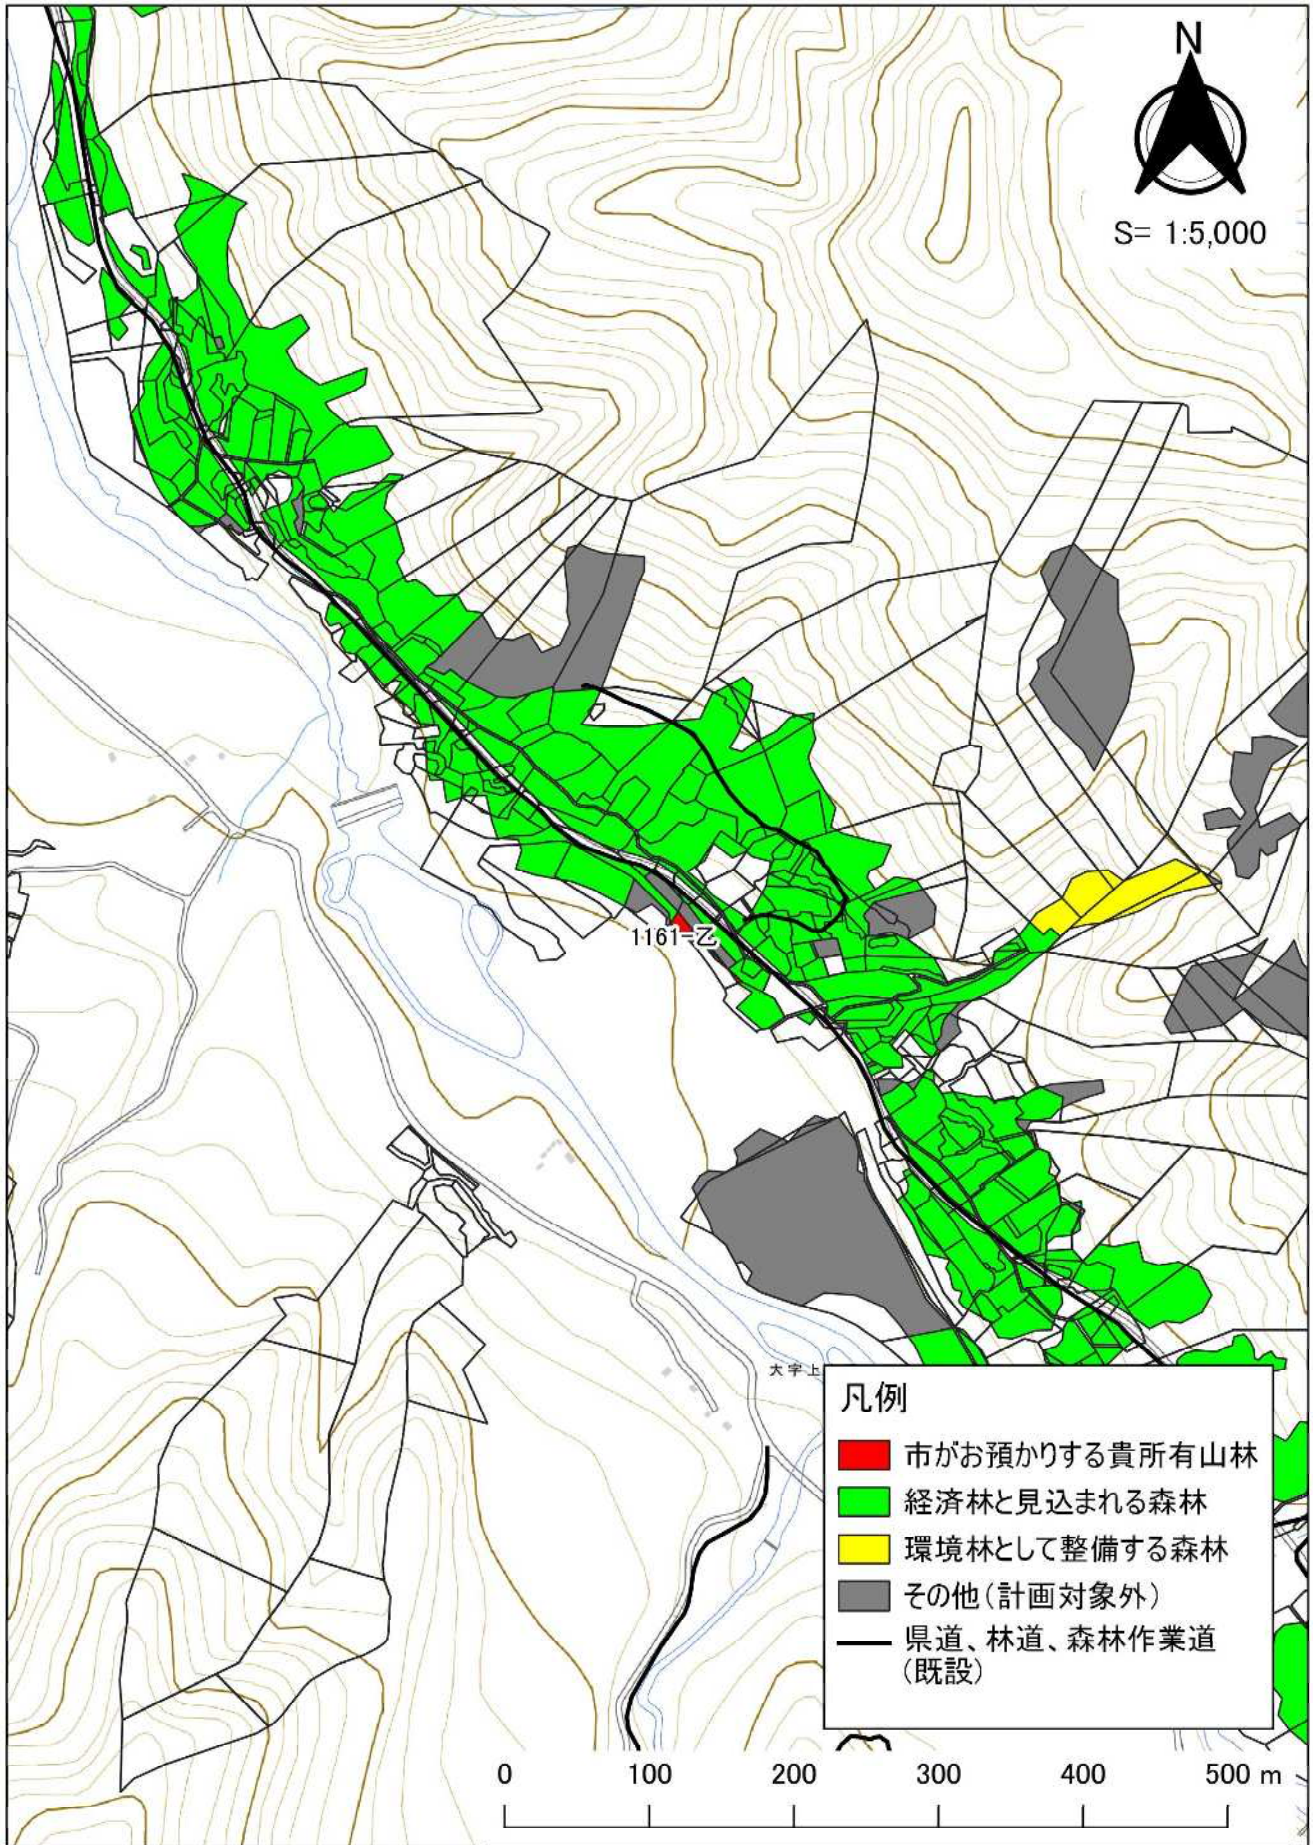 N
S= 1:5,000
1161-乙
大字上
凡例
市がお預かりする貴所有山林
経済林と見込まれる森林
環境林として整備する森林
その他(計画対象外)
県道、林道、森林作業道
(既設)
0 100 200 300 400 500 m